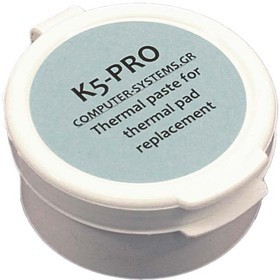 K5-PRO
COMPUTER-SYSTEMS.GR
Thermal paste for
thermal pad
replacement